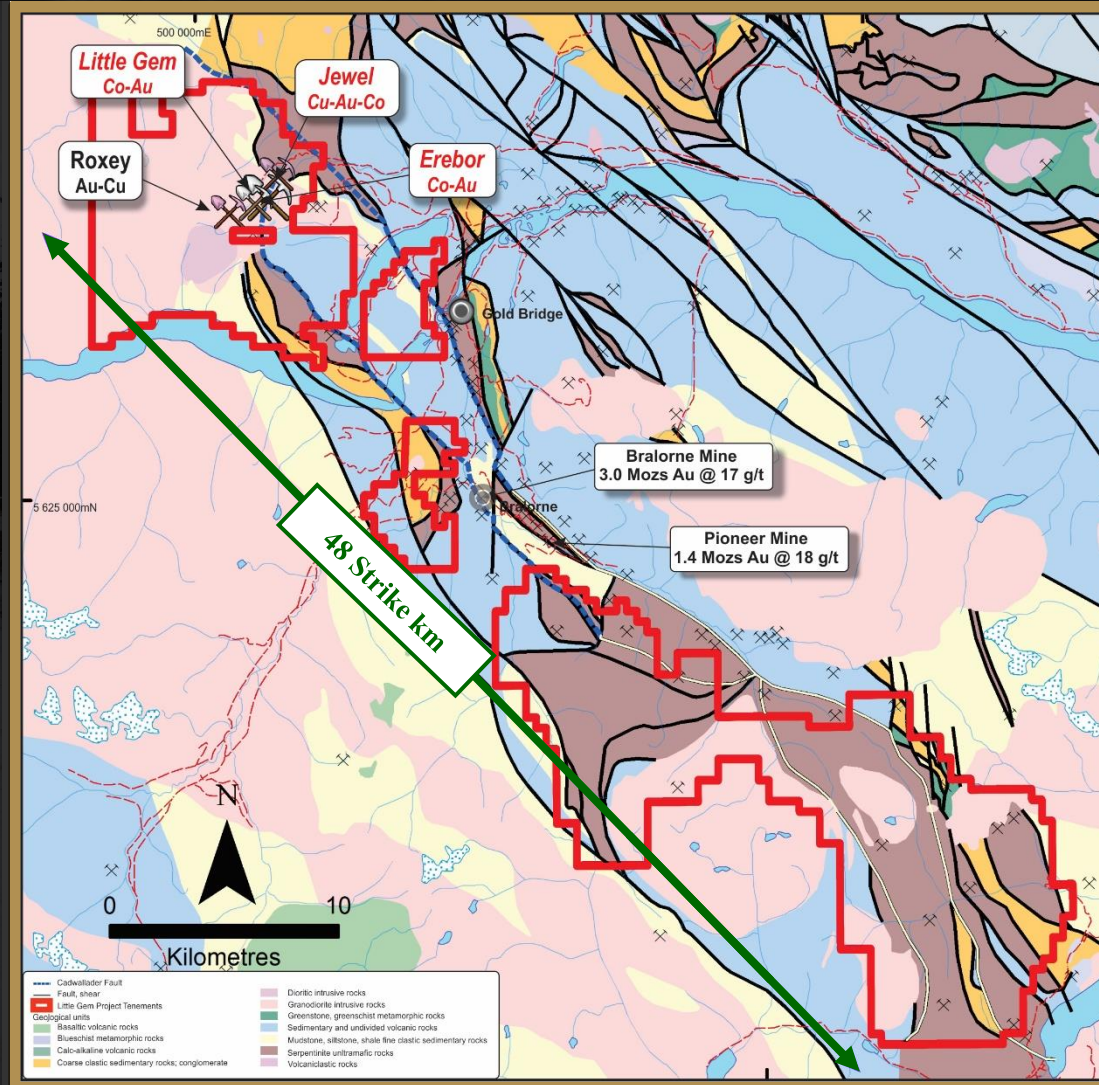 500 000mE
Little Gem
Co-Au
Jewel
Cu-Au-Co
Roxey
Au-Cu
Erebor
Co-Au
Gold Bridge
Bralorne Mine
3.0 Mozs Au @ 17 g/t
5 625 000mN
Bralorne
Pioneer Mine
1.4 Mozs Au @ 18 g/t
48 Strike km
N
0 10
Kilometres
Cadwallader Fault
Fault, shear
Little Gem Project Tenements
Geological units
Basaltic volcanic rocks
Blueschist metamorphic rocks
Calc-alkaline volcanic rocks
Coarse clastic sedimentary rocks; conglomerate
Dioritic intrusive rocks
Granodiorite intrusive rocks
Greenstone, greenschist metamorphic rocks
Sedimentary and undivided volcanic rocks
Mudstone, siltstone, shale fine clastic sedimentary rocks
Serpentinite unltramafic rocks
Volcaniclastic rocks